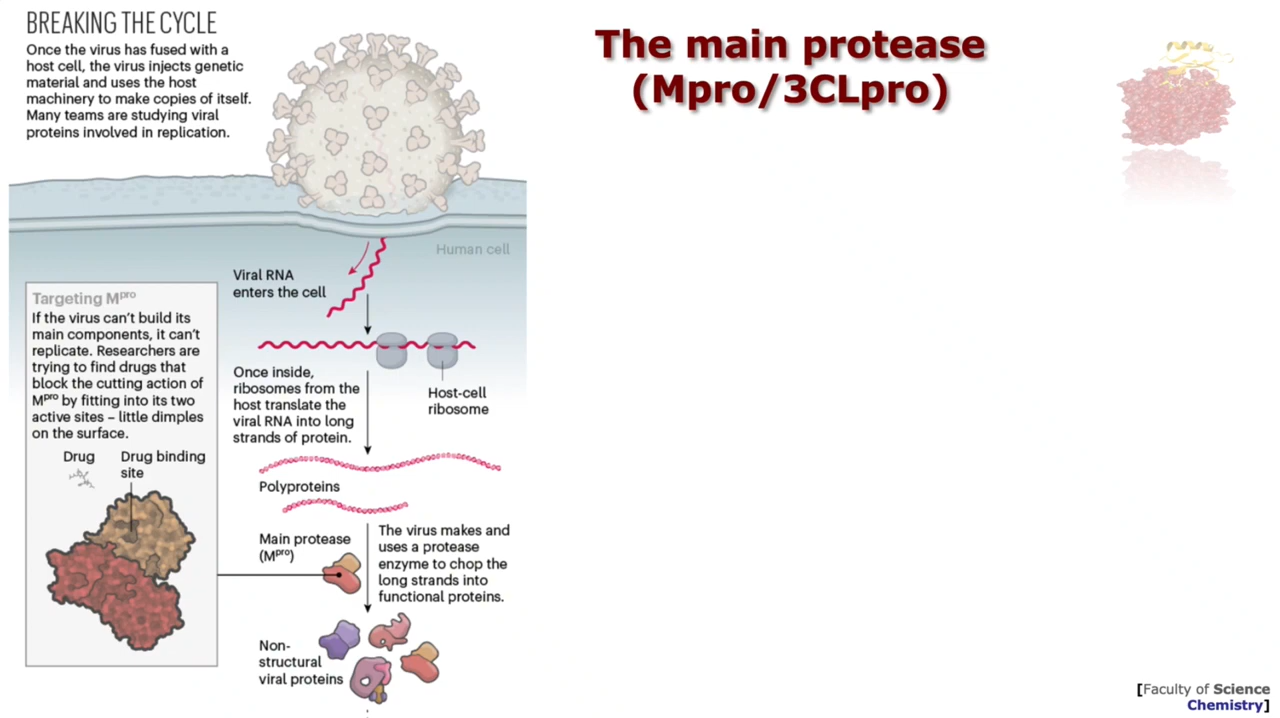 BREAKING THE CYCLE
Once the virus has fused with a
host cell, the virus injects genetic
material and uses the host
machinery to make copies of itself.
Many teams are studying viral
proteins involved in replication.
The main protease
(Mpro/3CLpro)
Human cell
Viral RNA
enters the cell
Targeting Mpro
If the virus can’t build its
main components, it can’t
replicate. Researchers are
trying to find drugs that
block the cutting action of
Mpro by fitting into its two
active sites – little dimples
on the surface.
Drug
Drug binding
site
Once inside,
ribosomes from the
host translate the
viral RNA into long
strands of protein.
Host-cell
ribosome
Polyproteins
Main protease
(Mpro)
The virus makes and
uses a protease
enzyme to chop the
long strands into
functional proteins.
Non-
structural
viral proteins
[Faculty of Science
Chemistry]